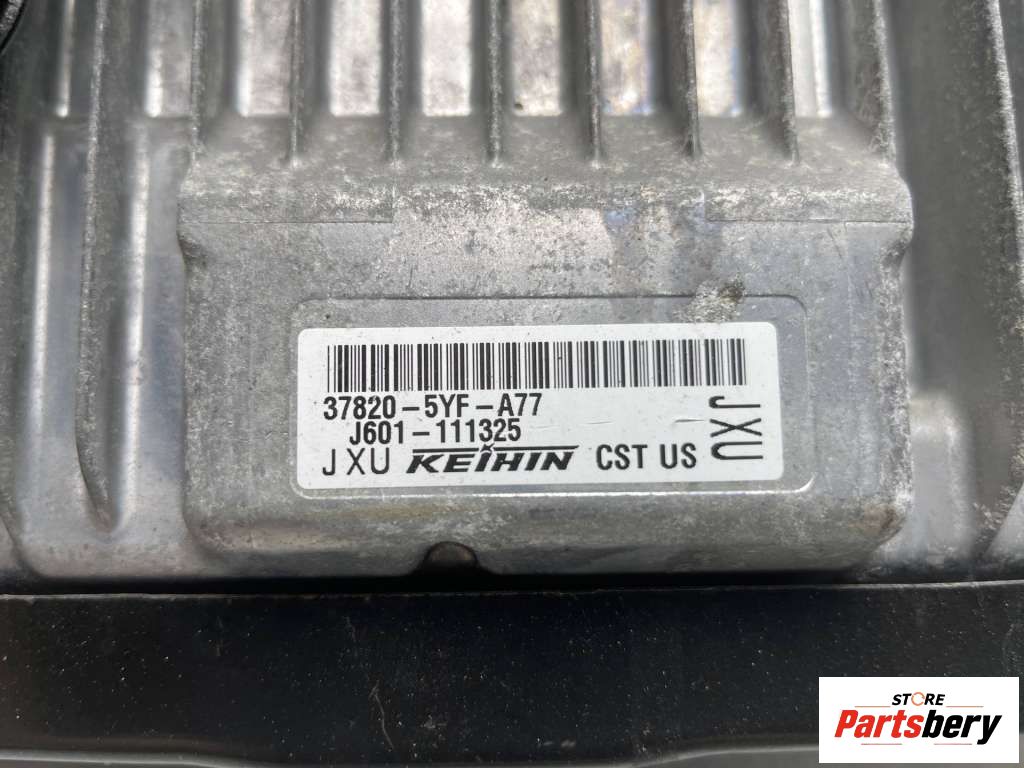 37820-5YF-A77
J601-111325
JXU KEIHIN CST US
JXU
STORE
Partsbery